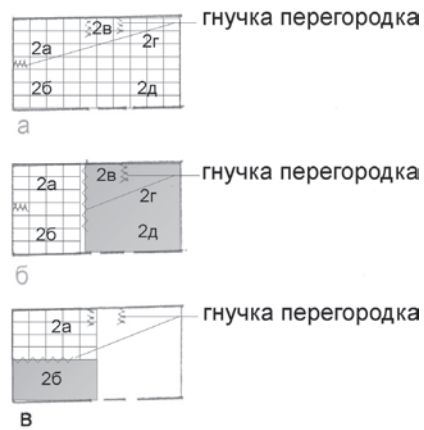 гнучка перегородка
2в
2а
2г
2б
2д
а
гнучка перегородка
2а
2в
2г
2б
2д
б
гнучка перегородка
2а
2б
в